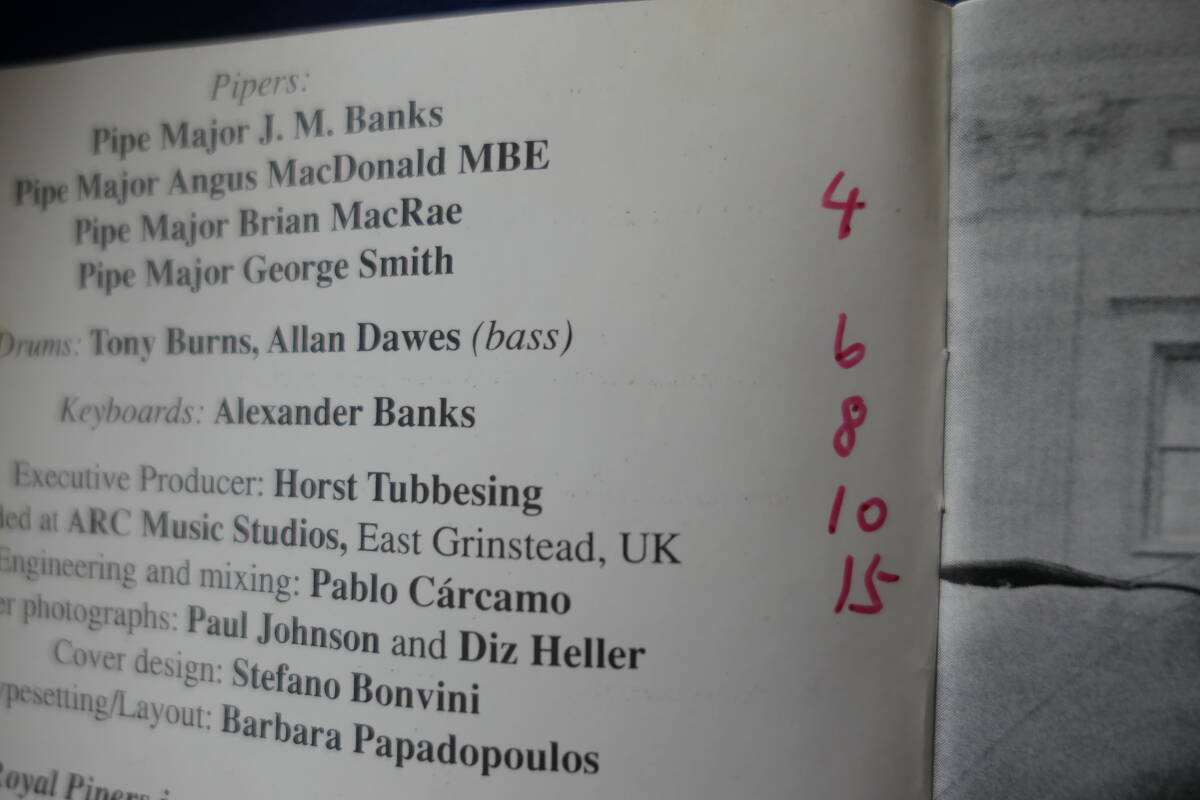 Pipers:
Pipe Major J. M. Banks
Pipe Major Angus MacDonald MBE
Pipe Major Brian MacRae
Pipe Major George Smith
4
Drums: Tony Burns, Allan Dawes (bass)
6
Keyboards: Alexander Banks
8
Executive Producer: Horst Tubbesing
10
at ARC Music Studios, East Grinstead, UK
Engineering and mixing: Pablo Cárcamo
15
photographs: Paul Johnson and Diz Heller
Cover design: Stefano Bonvini
ypesetting/Layout: Barbara Papadopoulos
Royal Pipers